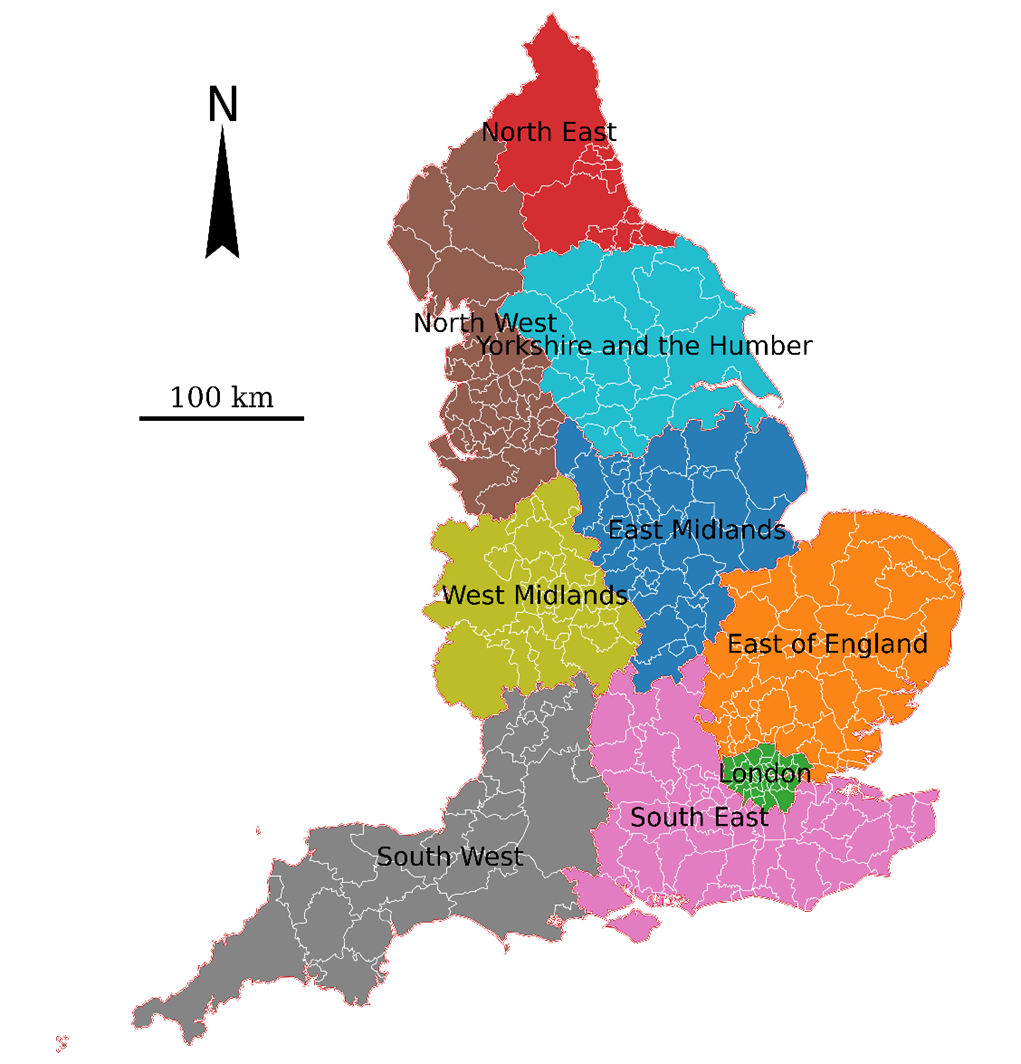 N
North East
North West
Yorkshire and the Humber
100 km
East Midlands
West Midlands
East of England
London
South East
South West